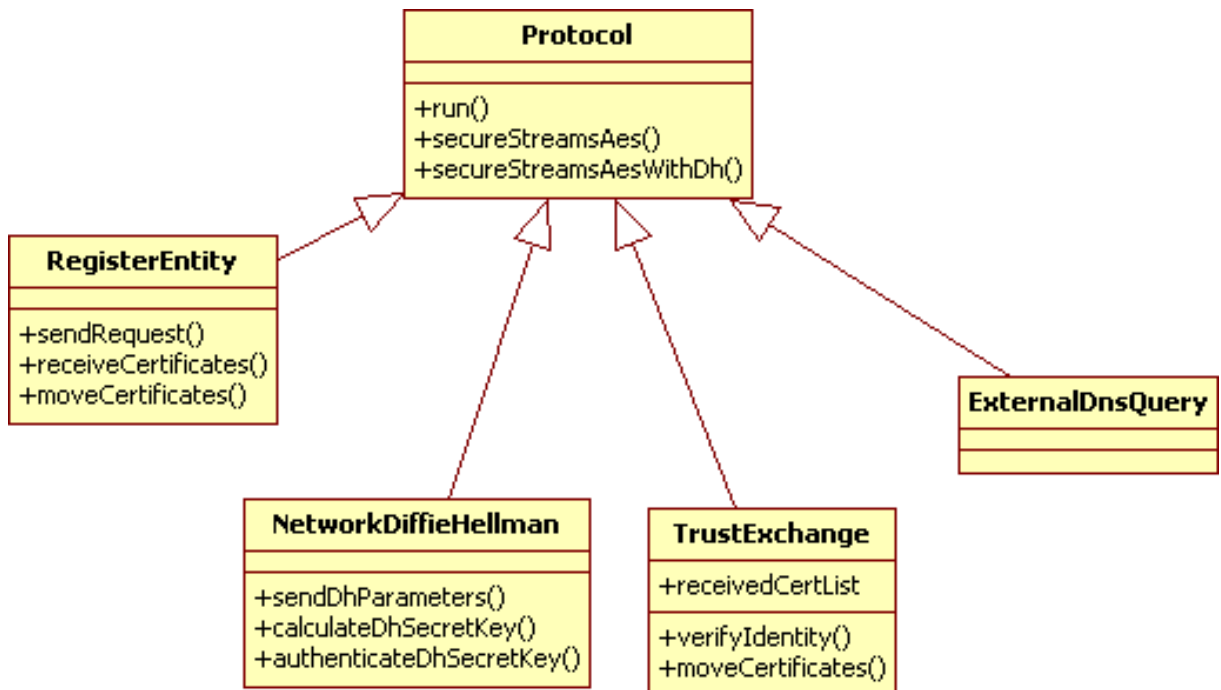 Protocol
+run()
+secureStreamsAes()
+secureStreamsAesWithDh()
RegisterEntity
+sendRequest()
+receiveCertificates()
+moveCertificates()
ExternalDnsQuery
NetworkDiffieHellman
+sendDhParameters()
+calculateDhSecretKey()
+authenticateDhSecretKey()
TrustExchange
+receivedCertList
+verifyIdentity()
+moveCertificates()